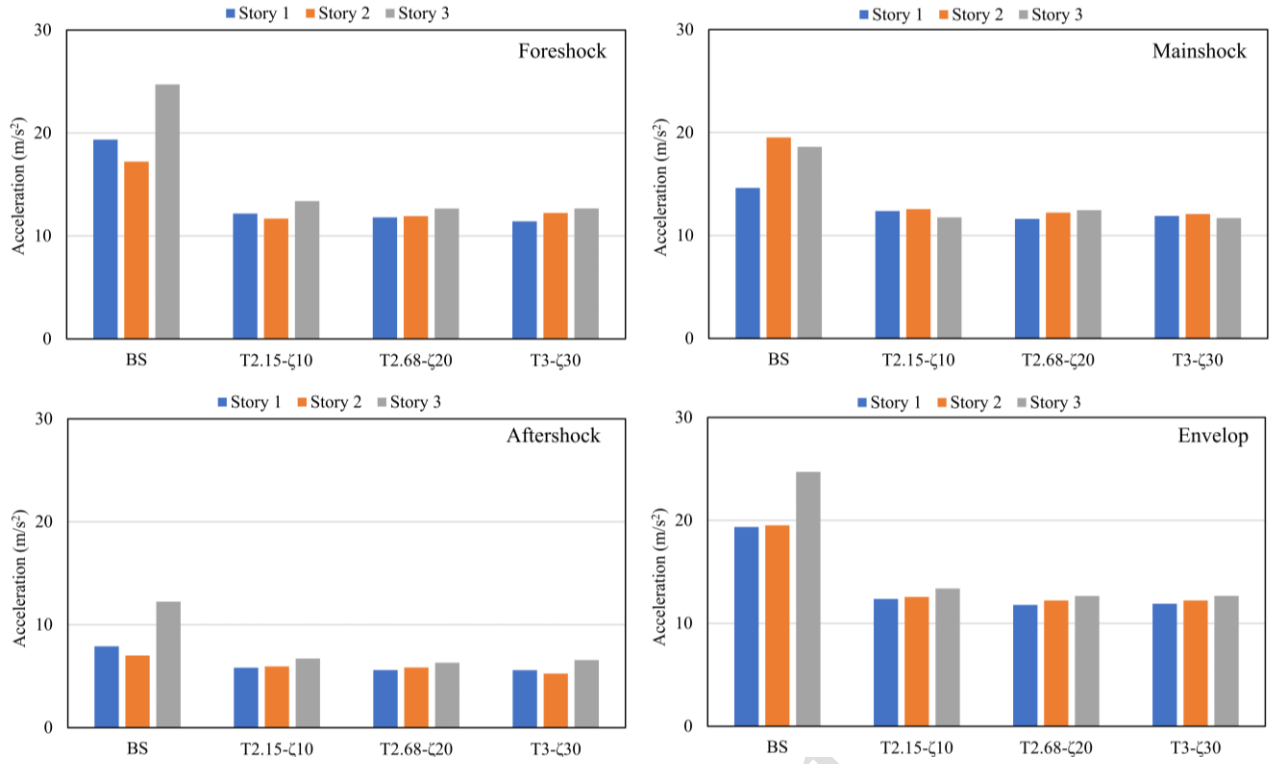 Story 1 Story 2 Story 3
Foreshock
Acceleration (m/s²)
30
20
10
0
BS T2.15-ζ10 T2.68-ζ20 T3-ζ30
Story 1 Story 2 Story 3
Mainshock
Acceleration (m/s²)
30
20
10
0
BS T2.15-ζ10 T2.68-ζ20 T3-ζ30
Story 1 Story 2 Story 3
Aftershock
Acceleration (m/s²)
30
20
10
0
BS T2.15-ζ10 T2.68-ζ20 T3-ζ30
Story 1 Story 2 Story 3
Envelop
Acceleration (m/s²)
30
20
10
0
BS T2.15-ζ10 T2.68-ζ20 T3-ζ30